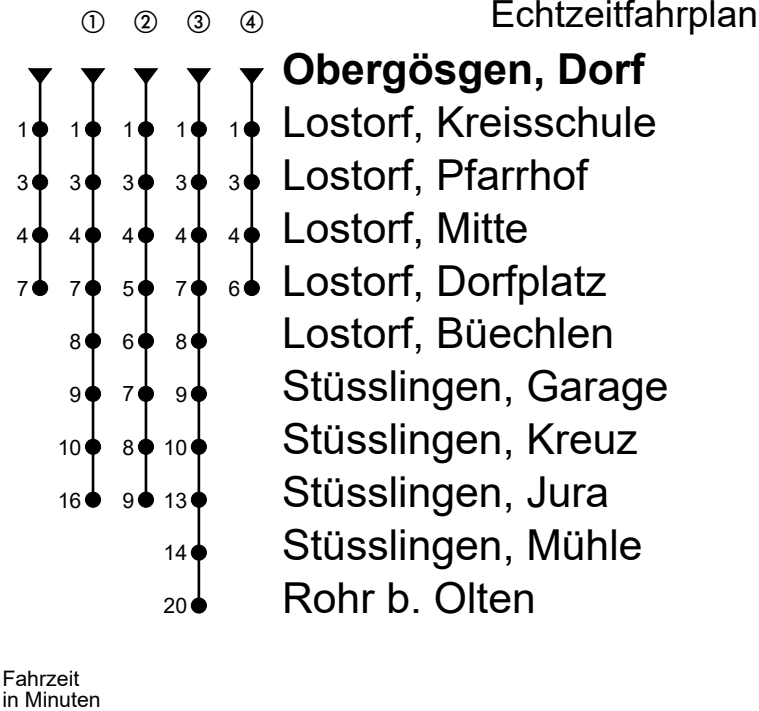 Echtzeitfahrplan
① ② ③ ④
Obergösgen, Dorf
1 1 1 1 1 Lostorf, Kreisschule
3 3 3 3 3 Lostorf, Pfarrhof
4 4 4 4 4 Lostorf, Mitte
7 7 5 7 6 Lostorf, Dorfplatz
8 6 8 Lostorf, Büechlen
9 7 9 Stüsslingen, Garage
10 8 10 Stüsslingen, Kreuz
16 9 13 Stüsslingen, Jura
14 Stüsslingen, Mühle
20 Rohr b. Olten
Fahrzeit
in Minuten